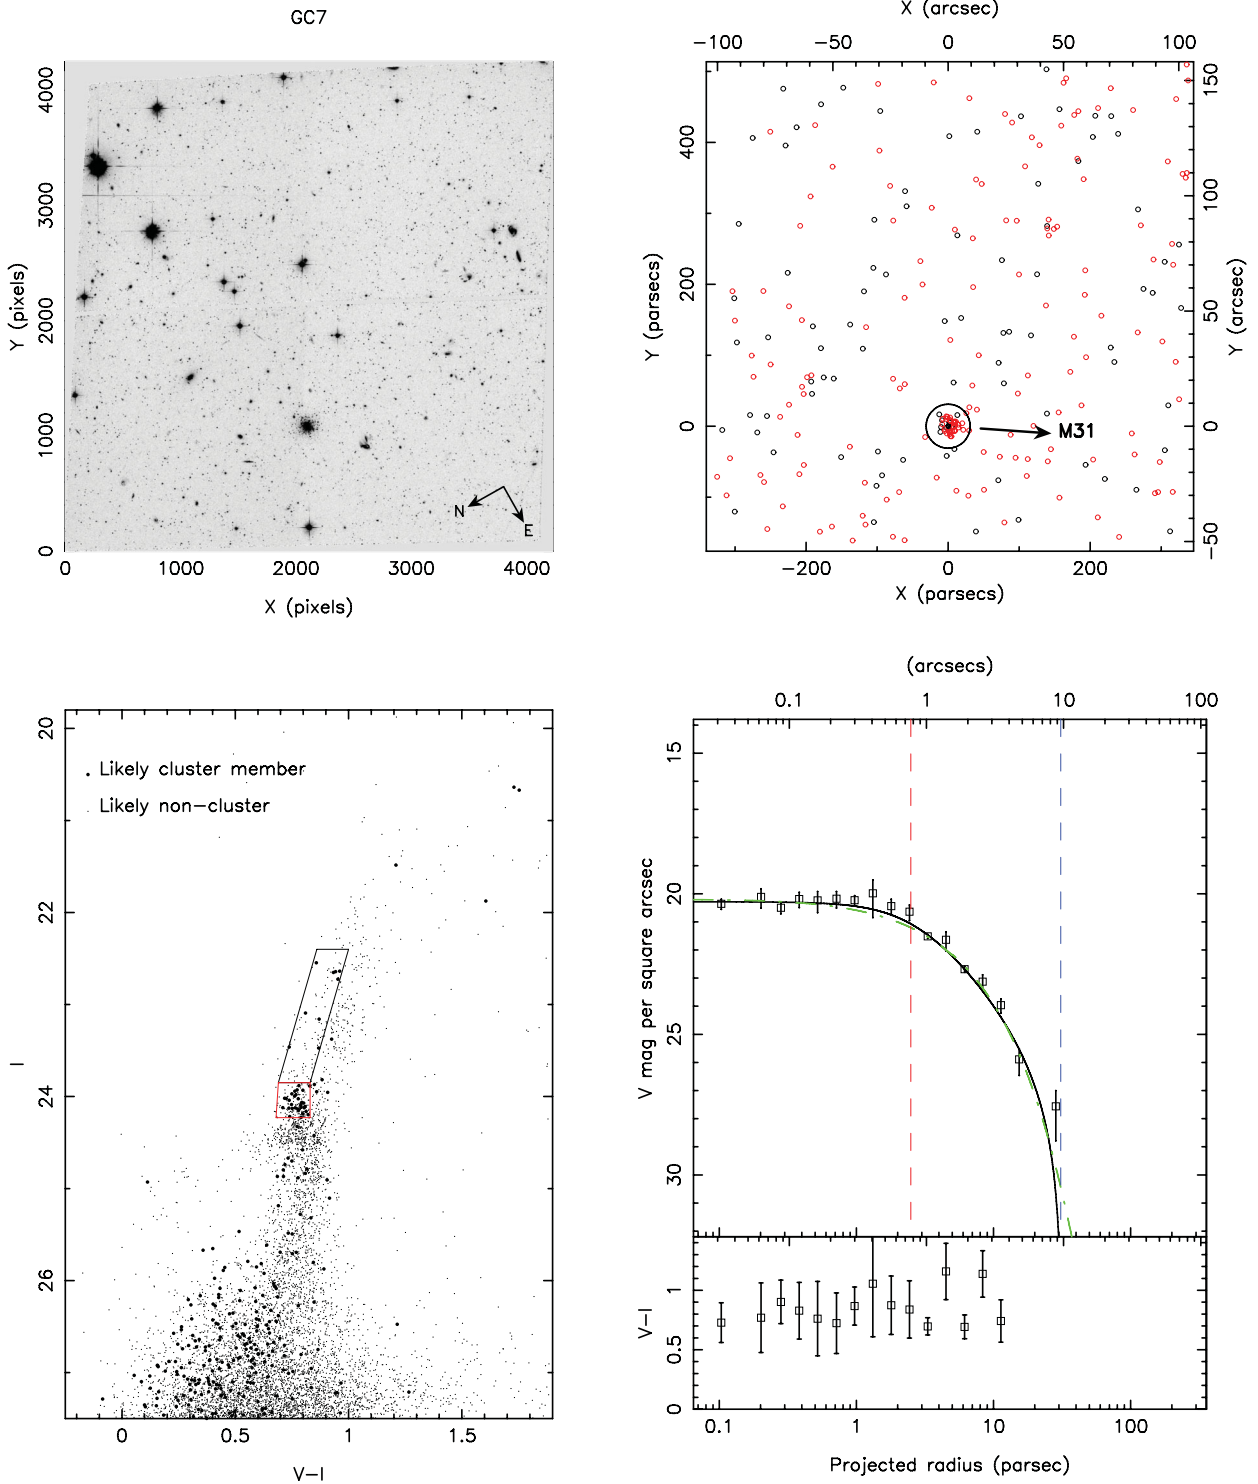 GC7
4000
3000
2000
1000
0
Y (pixels)
0 1000 2000 3000 4000
X (pixels)
N
E
X (arcsec)
−100 −50 0 50 100
400
200
0
Y (parsecs)
150
100
50
0
−50
Y (arcsec)
M31
−200 0 200
X (parsecs)
20
22
24
26
I
Likely cluster member
Likely non−cluster
0 0.5 1 1.5
V−I
(arcsecs)
0.1 1 10 100
15
20
25
30
V mag per square arcsec
1
0.5
0
V−I
0.1 1 10 100
Projected radius (parsec)